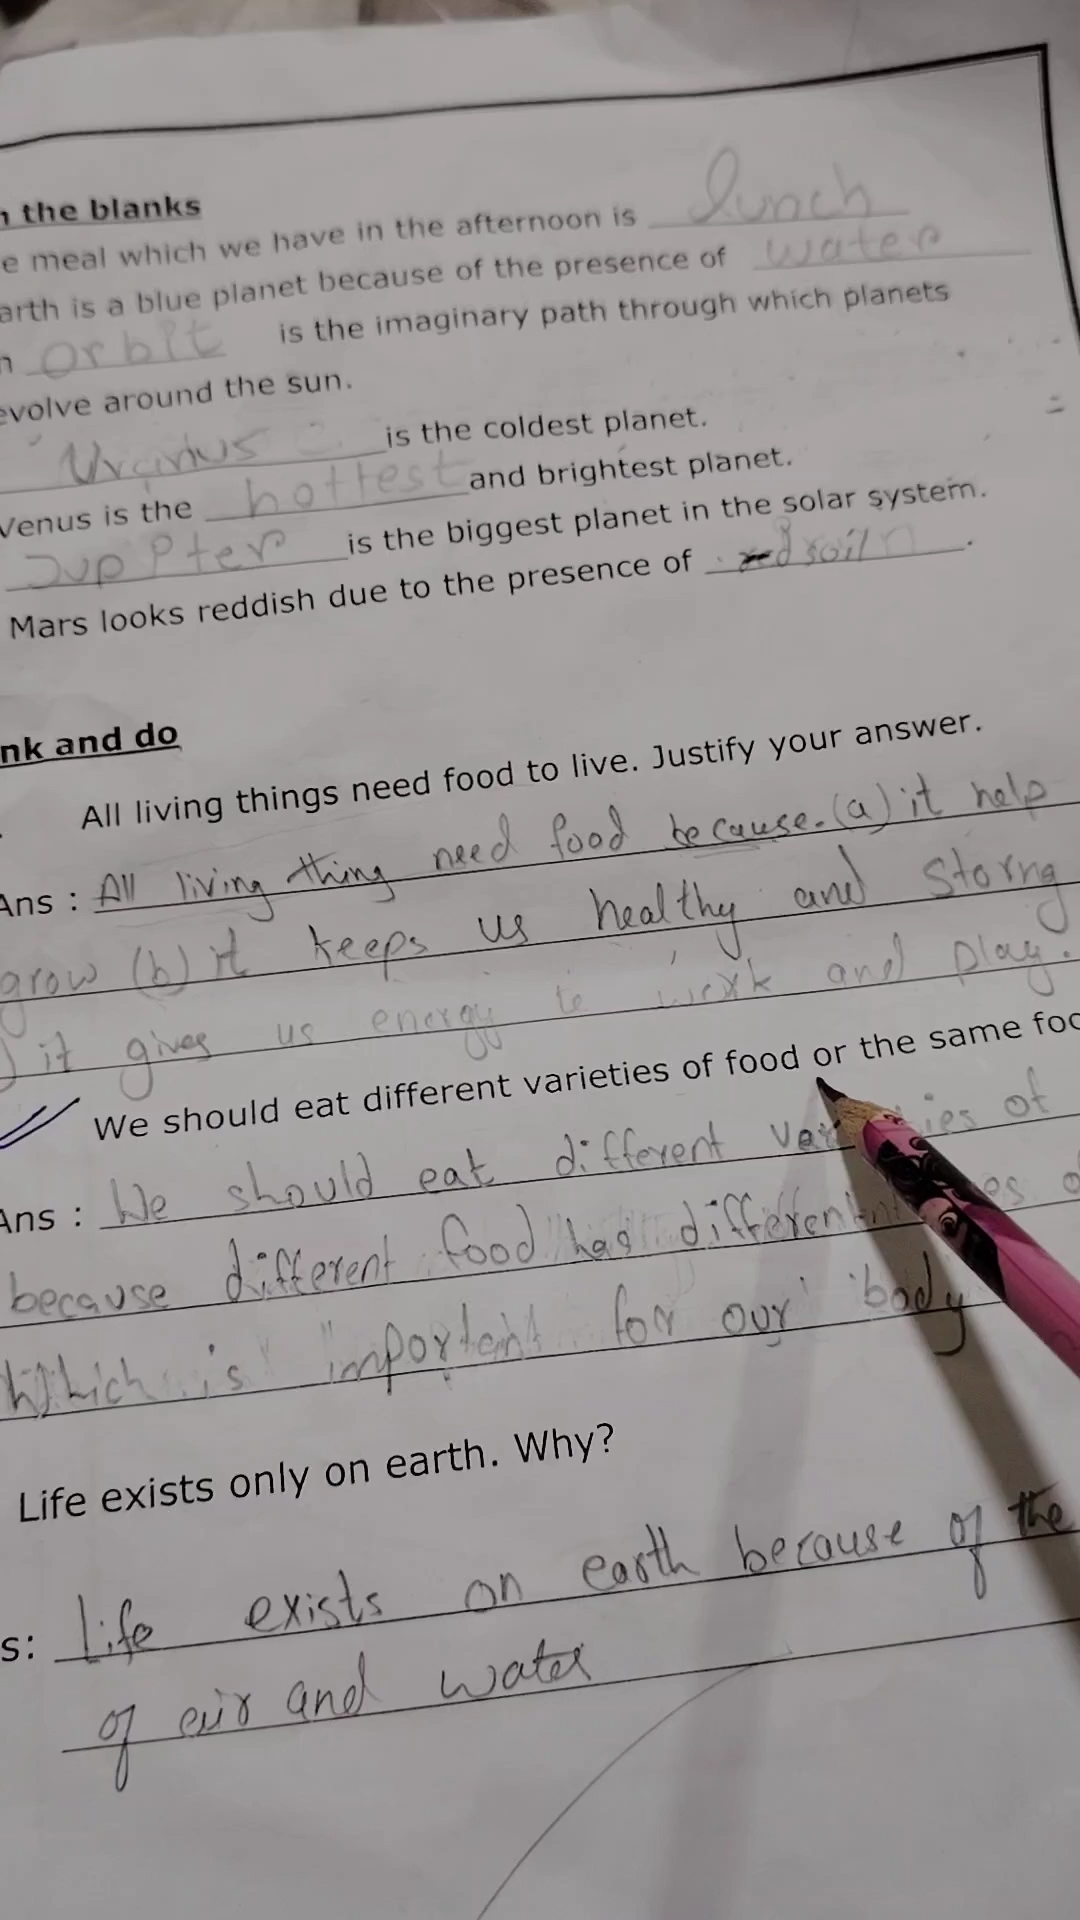 the blanks
e meal which we have in the afternoon is lunch
arth is a blue planet because of the presence of water
n orbit is the imaginary path through which planets
evolve around the sun.
is the coldest planet.
Venus is the hottest and brightest planet.
Juppter is the biggest planet in the solar system.
Mars looks reddish due to the presence of red soil.
nk and do
All living things need food to live. Justify your answer.
Ans : All living thing need food because. (a) it help
grow (b) it keeps us healthy and storng
) it gives us energy to work and play.
We should eat different varieties of food or the same foo
Ans : We should eat different ies of
because different food has different
Which is important for our body
Life exists only on earth. Why?
s: Life exists on earth because of the
of air and water